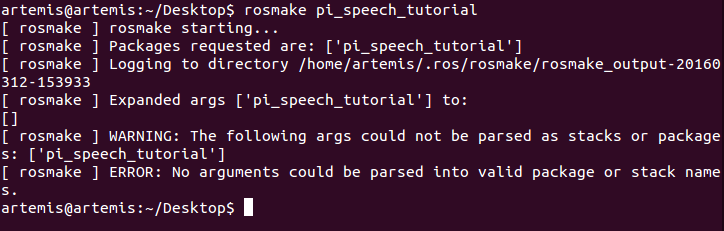 artemis@artemis:~/Desktop$ rosmake pi_speech_tutorial
[ rosmake ] rosmake starting...
[ rosmake ] Packages requested are: ['pi_speech_tutorial']
[ rosmake ] Logging to directory /home/artemis/.ros/rosmake/rosmake_output-20160
312-153933
[ rosmake ] Expanded args ['pi_speech_tutorial'] to:
[]
[ rosmake ] WARNING: The following args could not be parsed as stacks or package
s: ['pi_speech_tutorial']
[ rosmake ] ERROR: No arguments could be parsed into valid package or stack name
s.
artemis@artemis:~/Desktop$